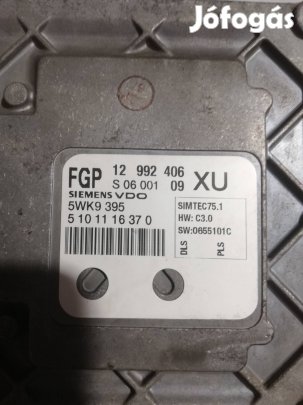 Jófogás
FGP 12 992 406 XU
S 06 001 09
SIEMENS VDO
5WK9 395
5 10 11 16 37 0
SIMTEC75.1
HW: C3.0
SW:0655101C
DLS
PLS